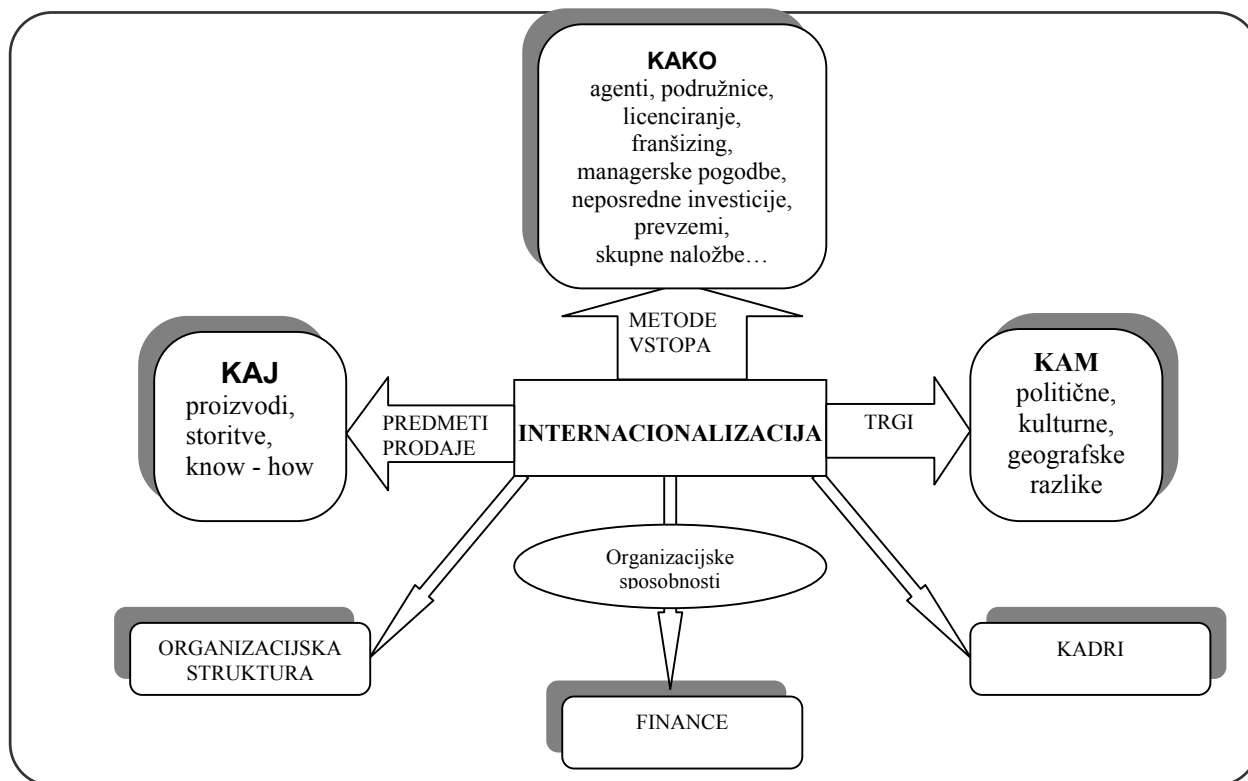 KAKO
agenti, podružnice,
licenciranje,
franšizing,
managerske pogodbe,
neposredne investicije,
prevzemi,
skupne naložbe…
METODE
VSTOPA
KAJ
proizvodi,
storitve,
know - how
PREDMETI
PRODAJE
INTERNACIONALIZACIJA
TRGI
KAM
politične,
kulturne,
geografske
razlike
Organizacijske
sposobnosti
ORGANIZACIJSKA
STRUKTURA
FINANCE
KADRI